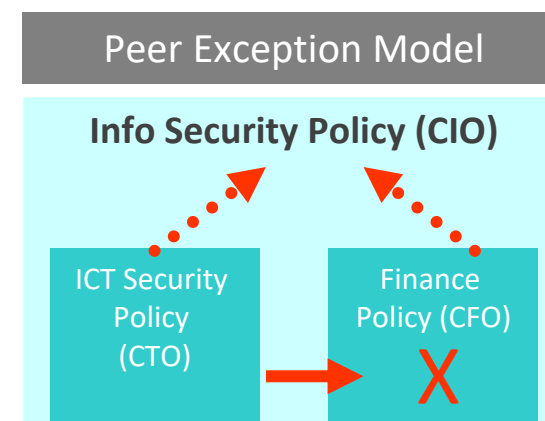 Peer Exception Model
Info Security Policy (CIO)
ICT Security
Policy
(CTO)
Finance
Policy (CFO)
X